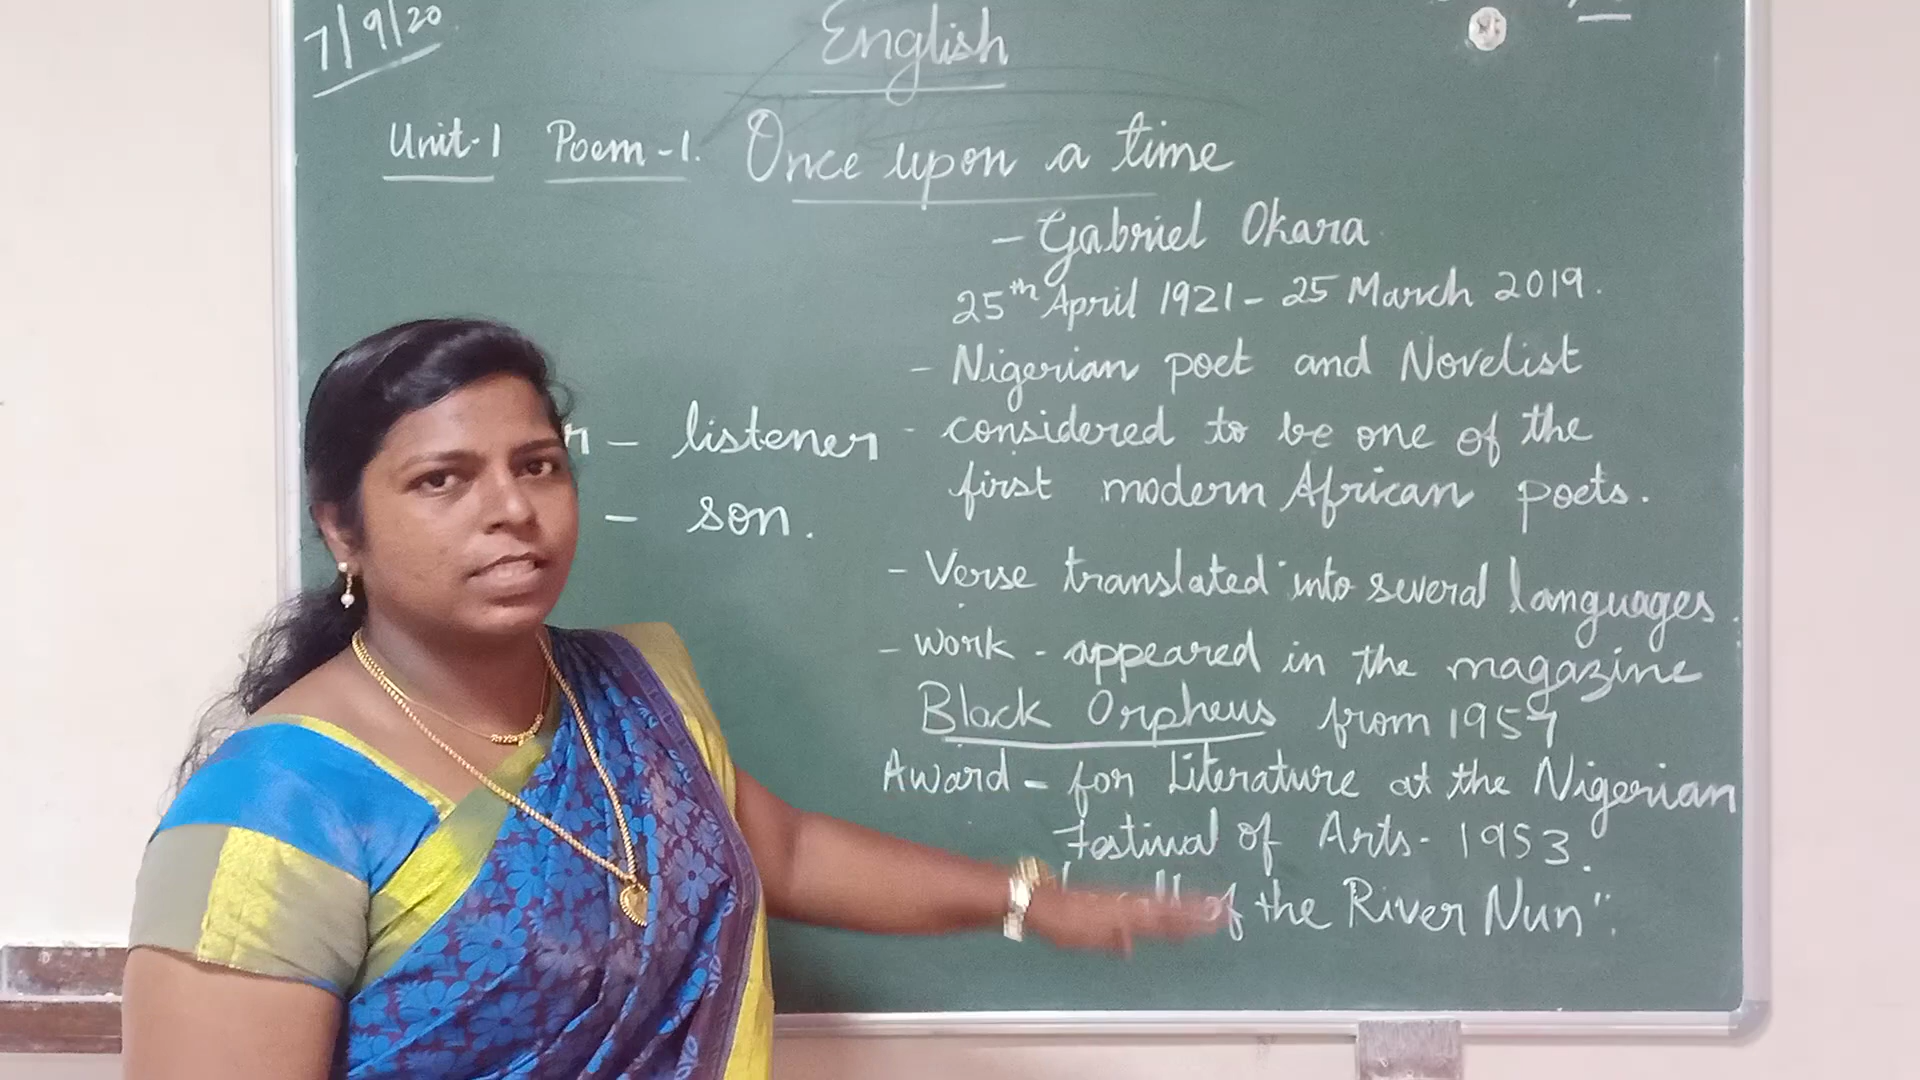 7/9/20
English
Unit-1 Poem-1. Once upon a time
- Gabriel Okara
25th April 1921 - 25 March 2019.
- Nigerian poet and Novelist
r - listener
- considered to be one of the
first modern African poets.
- son.
- Verse translated into several languages.
- work - appeared in the magazine
Black Orpheus from 1957
Award - for Literature at the Nigerian
Festival of Arts - 1953.
of the River Nun".